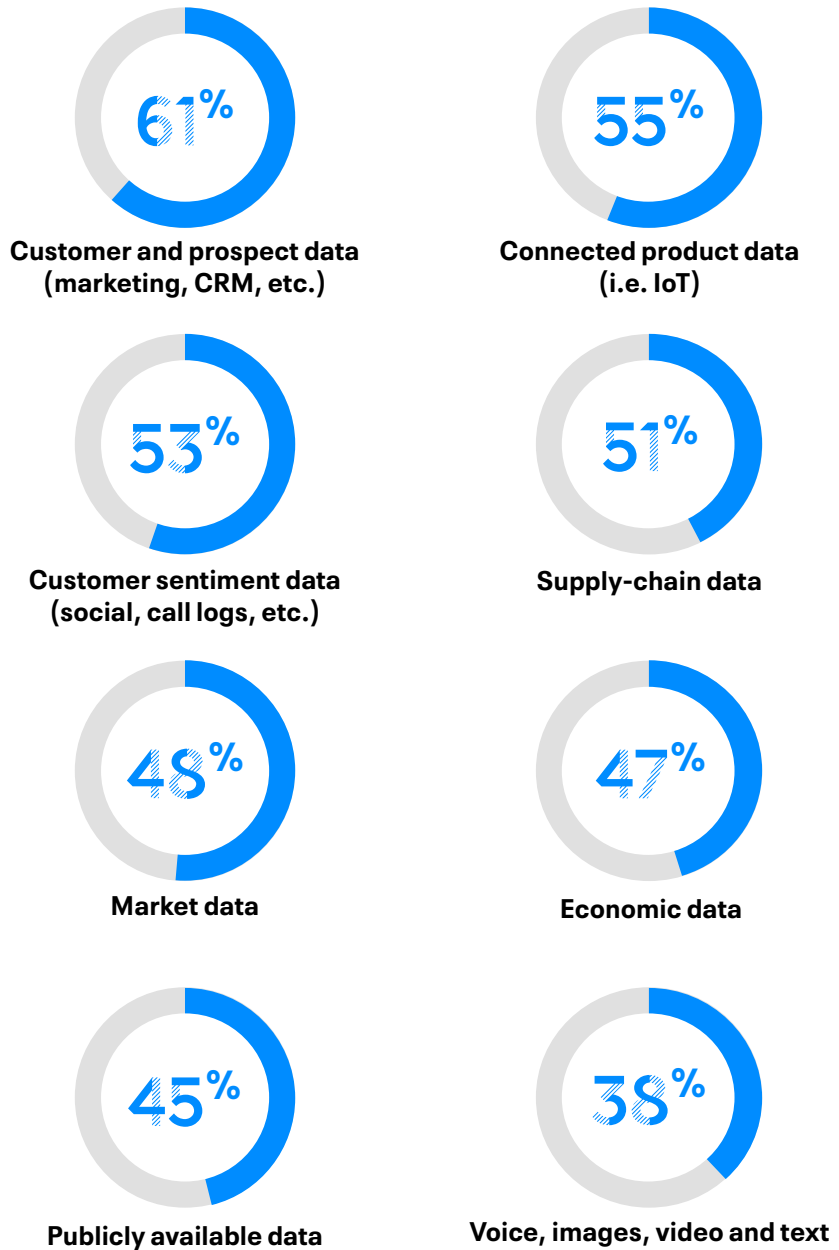 61%
55%
Customer and prospect data
(marketing, CRM, etc.)
Connected product data
(i.e. IoT)
53%
51%
Customer sentiment data
(social, call logs, etc.)
Supply-chain data
48%
47%
Market data
Economic data
45%
38%
Publicly available data
Voice, images, video and text